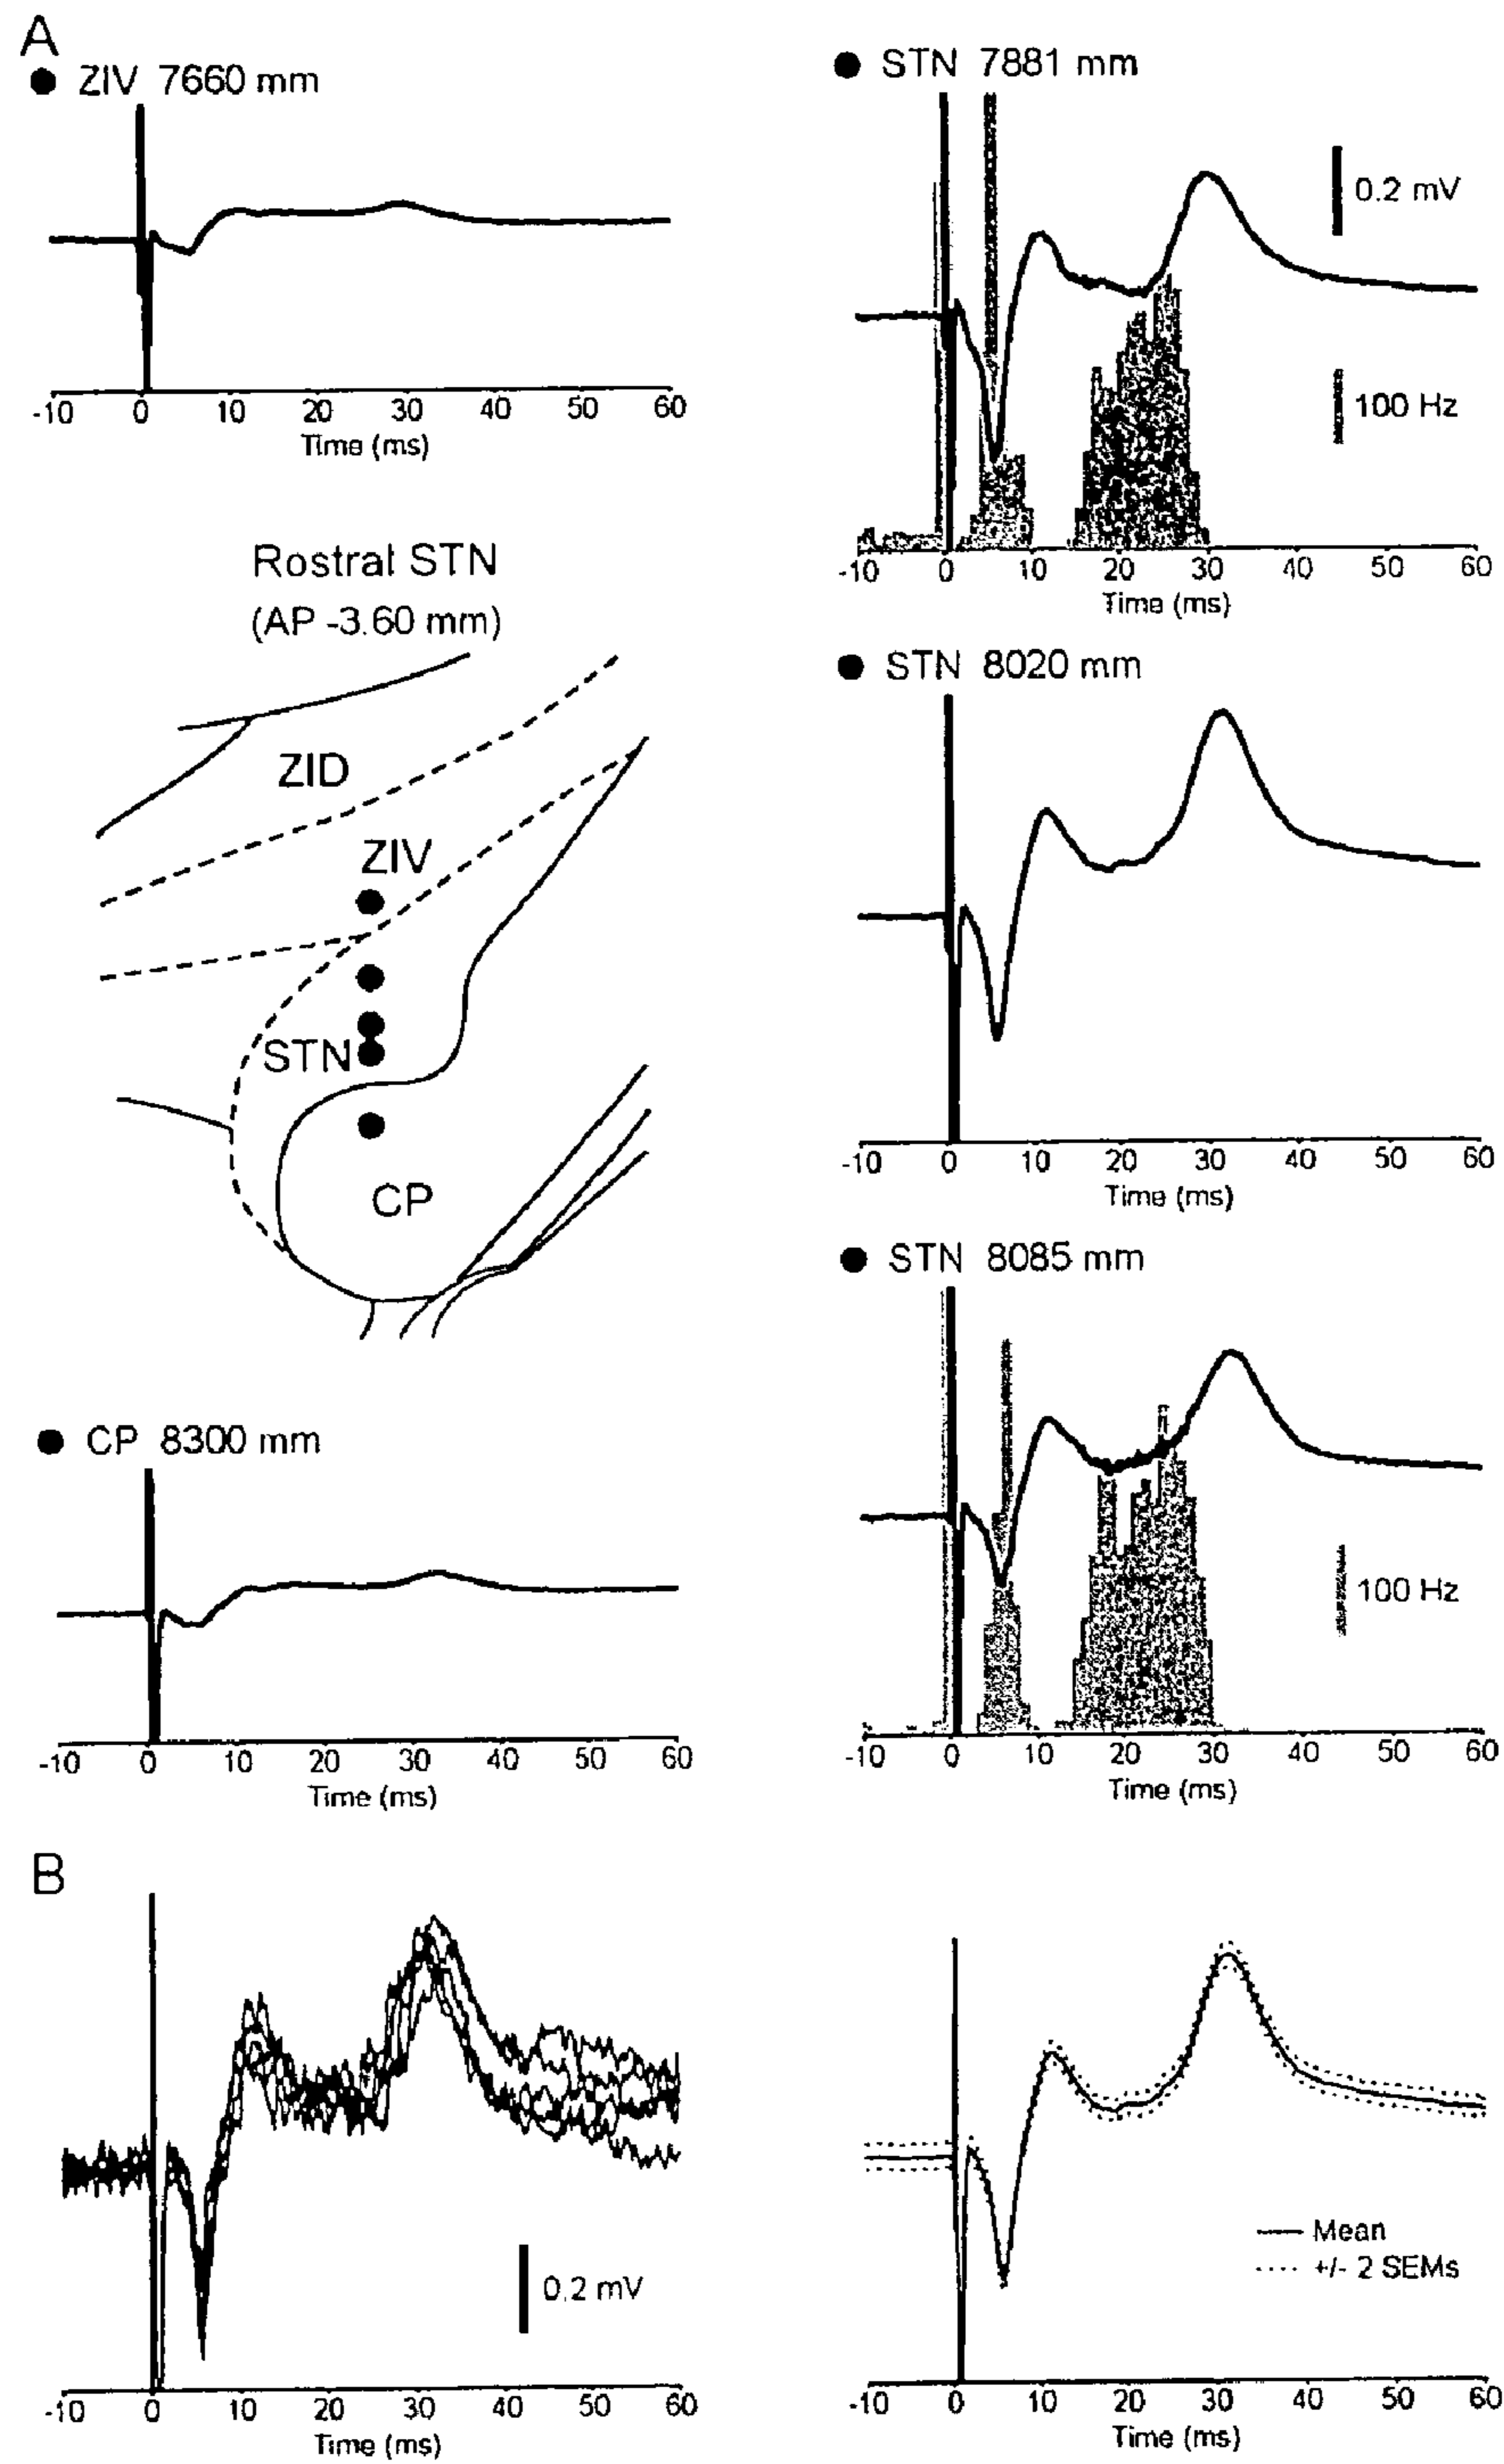 A
ZIV 7660 mm
-10 0 10 20 30 40 50 60
Time (ms)
Rostral STN
(AP -3.60 mm)
ZID
ZIV
STN
CP
CP 8300 mm
-10 0 10 20 30 40 50 60
Time (ms)
STN 7881 mm
0.2 mV
100 Hz
-10 0 10 20 30 40 50 60
Time (ms)
STN 8020 mm
-10 0 10 20 30 40 50 60
Time (ms)
STN 8085 mm
100 Hz
-10 0 10 20 30 40 50 60
Time (ms)
B
0.2 mV
-10 0 10 20 30 40 50 60
Time (ms)
Mean
+/- 2 SEMs
-10 0 10 20 30 40 50 60
Time (ms)